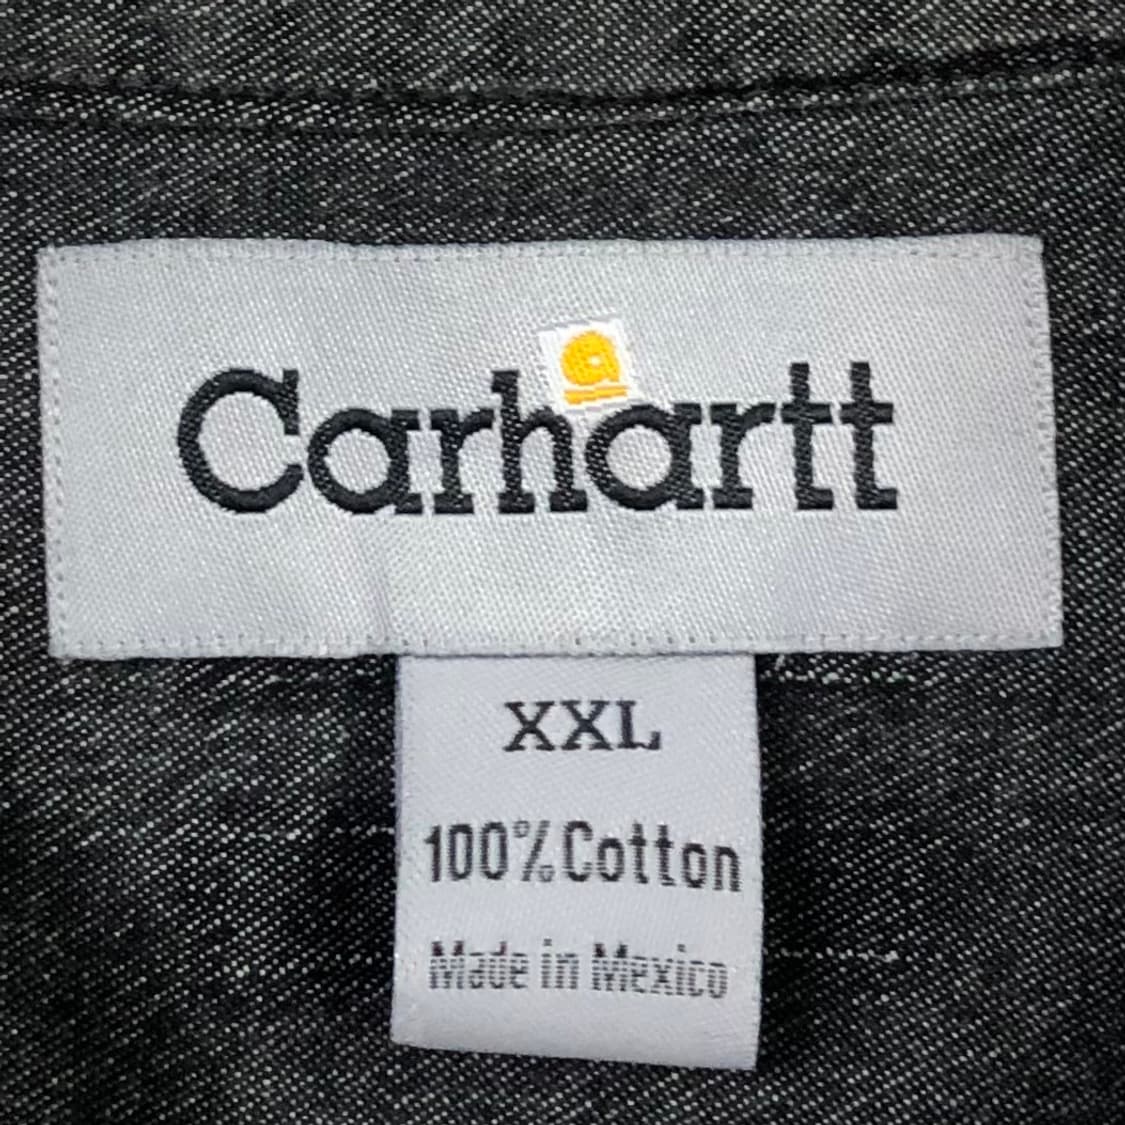 Carhartt
XXL
100% Cotton
Made in Mexico